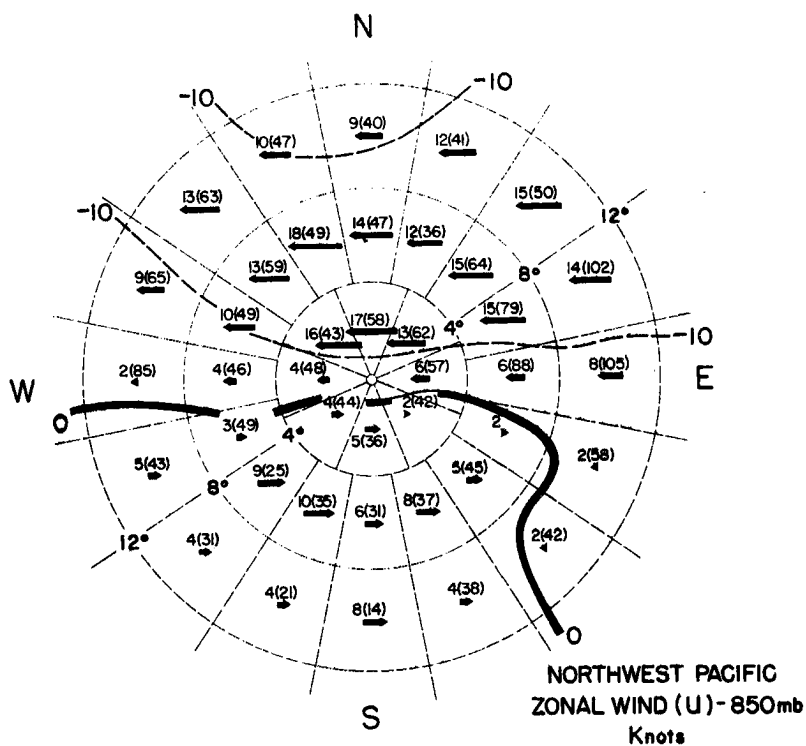 N
-10 -10
9(40)
10(47) 12(41)
13(63) 15(50)
12°
18(49) 14(47) 12(36)
-10
9(65) 13(59) 15(64) 8° 14(102)
10(49) 17(58) 4° 15(79)
16(43) 13(62)
-10
W 2(85) 4(46) 4(48) 6(57) 6(88) 8(105) E
0 3(49) 4(44) 2(42) 2
4° 5(36)
5(43) 9(25) 5(45) 2(58)
8°
10(35) 6(31) 8(37)
12° 4(31) 2(42)
4(21) 8(14) 4(38)
0
NORTHWEST PACIFIC
ZONAL WIND (U)-850mb
Knots
S